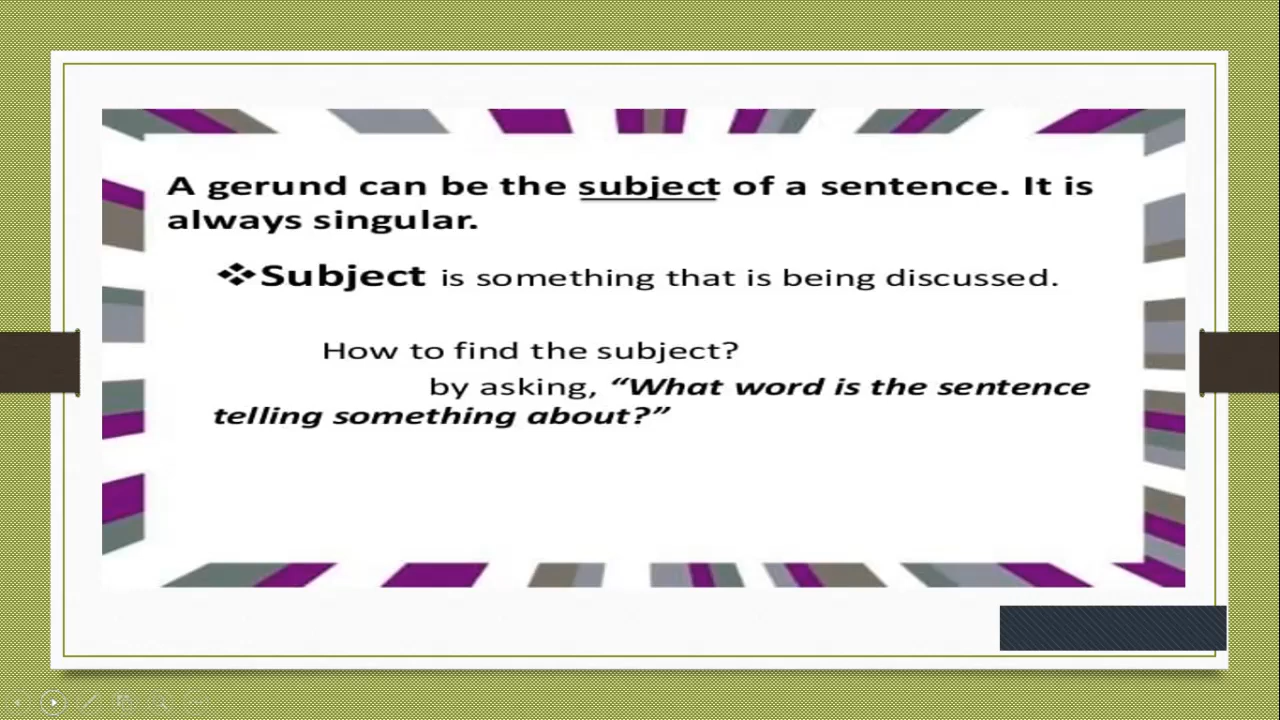 A gerund can be the subject of a sentence. It is
always singular.
❖Subject is something that is being discussed.
How to find the subject?
by asking, “What word is the sentence
telling something about?”